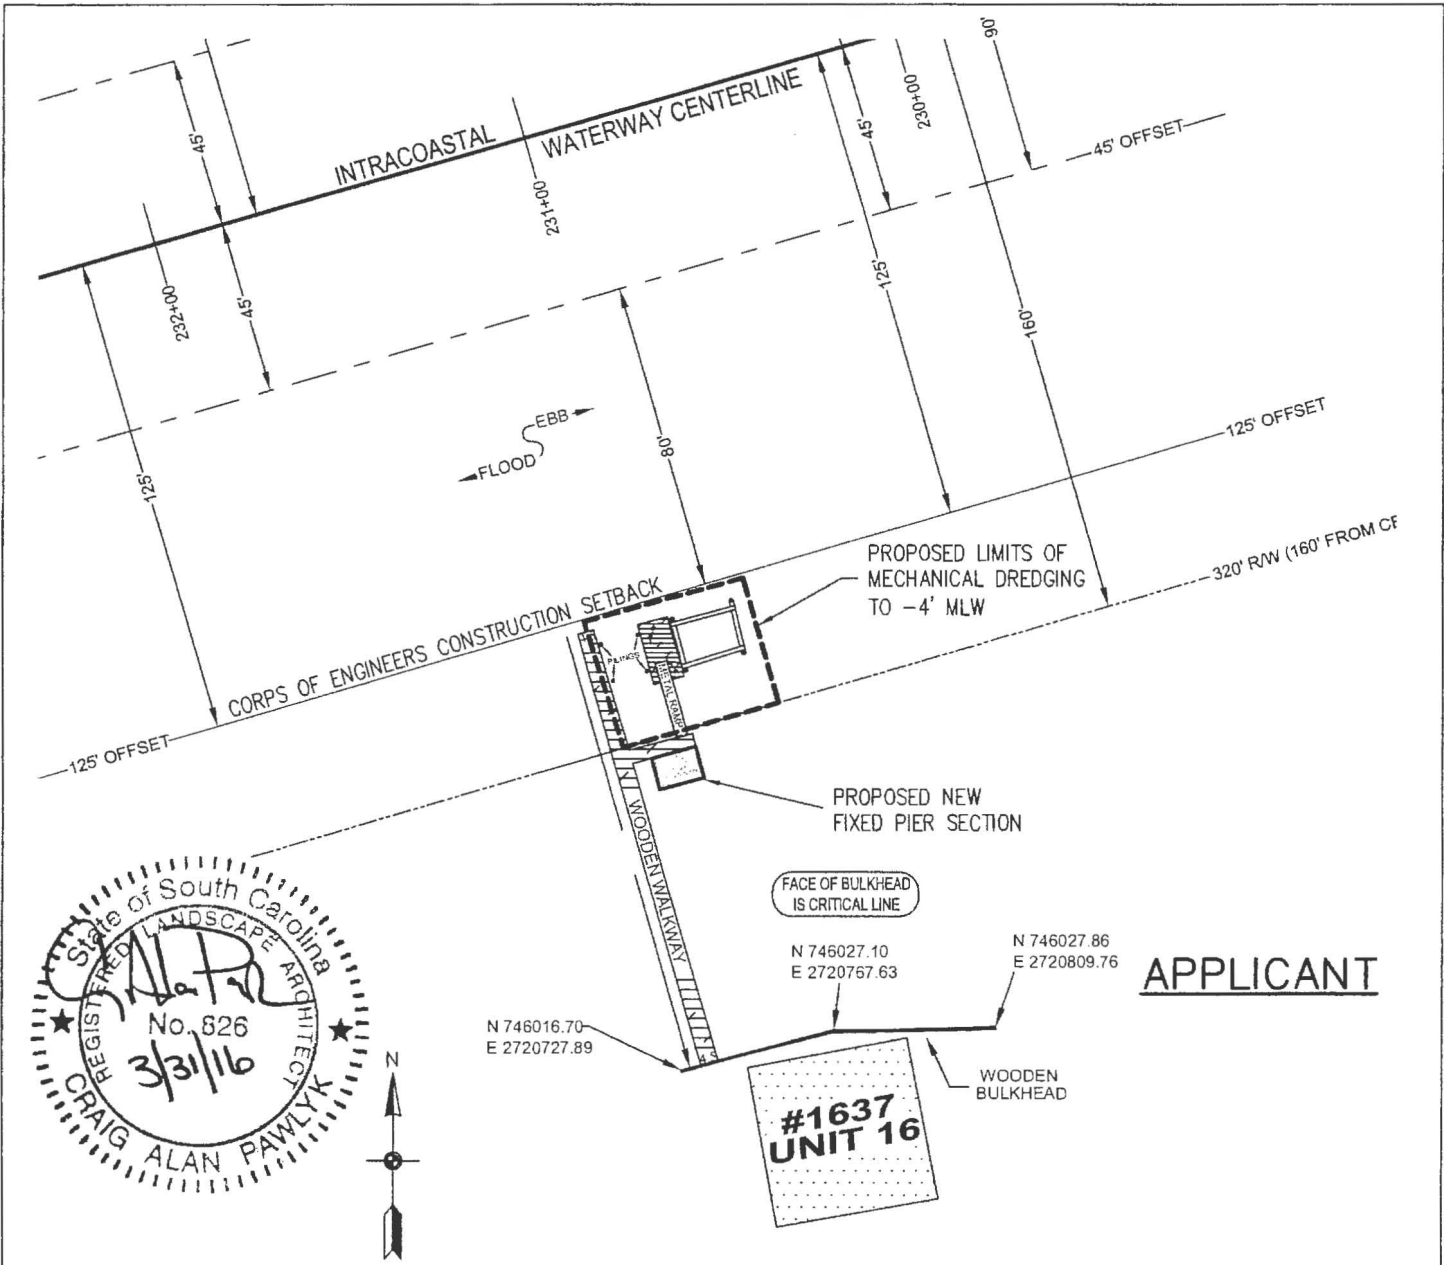 90'
45'
INTRACOASTAL WATERWAY CENTERLINE
45'
230+00
45' OFFSET
231+00
232+00
45'
125'
160'
EBB
FLOOD
80'
125'
125' OFFSET
PROPOSED LIMITS OF
MECHANICAL DREDGING
TO -4' MLW
320' R/W (160' FROM
CORPS OF ENGINEERS CONSTRUCTION SETBACK
PILINGS
METAL RAMP
125' OFFSET
PROPOSED NEW
FIXED PIER SECTION
WOODEN WALKWAY
FACE OF BULKHEAD
IS CRITICAL LINE
N 746027.10
E 2720767.63
N 746027.86
E 2720809.76
APPLICANT
N 746016.70
E 2720727.89
WOODEN
BULKHEAD
#1637
UNIT 16
State of South Carolina
REGISTERED LANDSCAPE ARCHITECT
No. 826
3/31/16
CRAIG ALAN PAWLYK
N